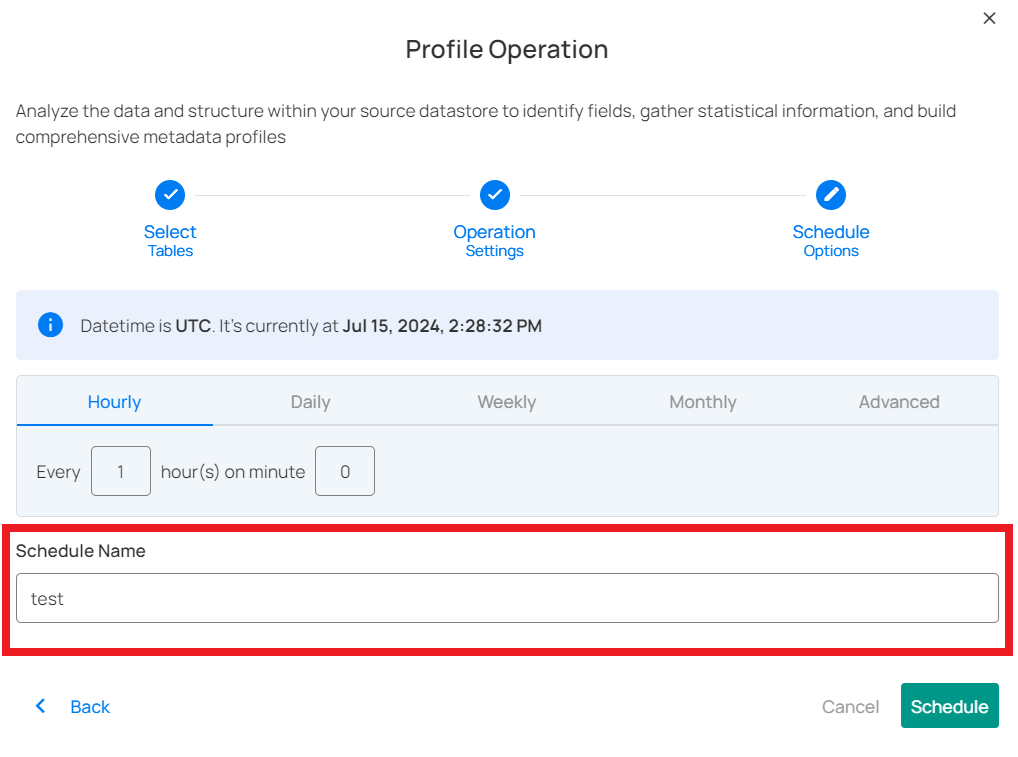 Profile Operation
Analyze the data and structure within your source datastore to identify fields, gather statistical information, and build
comprehensive metadata profiles
Select
Tables
Operation
Settings
Schedule
Options
Datetime is UTC. It's currently at Jul 15, 2024, 2:28:32 PM
Hourly Daily Weekly Monthly Advanced
Every 1 hour(s) on minute 0
Schedule Name
test
Back Cancel Schedule